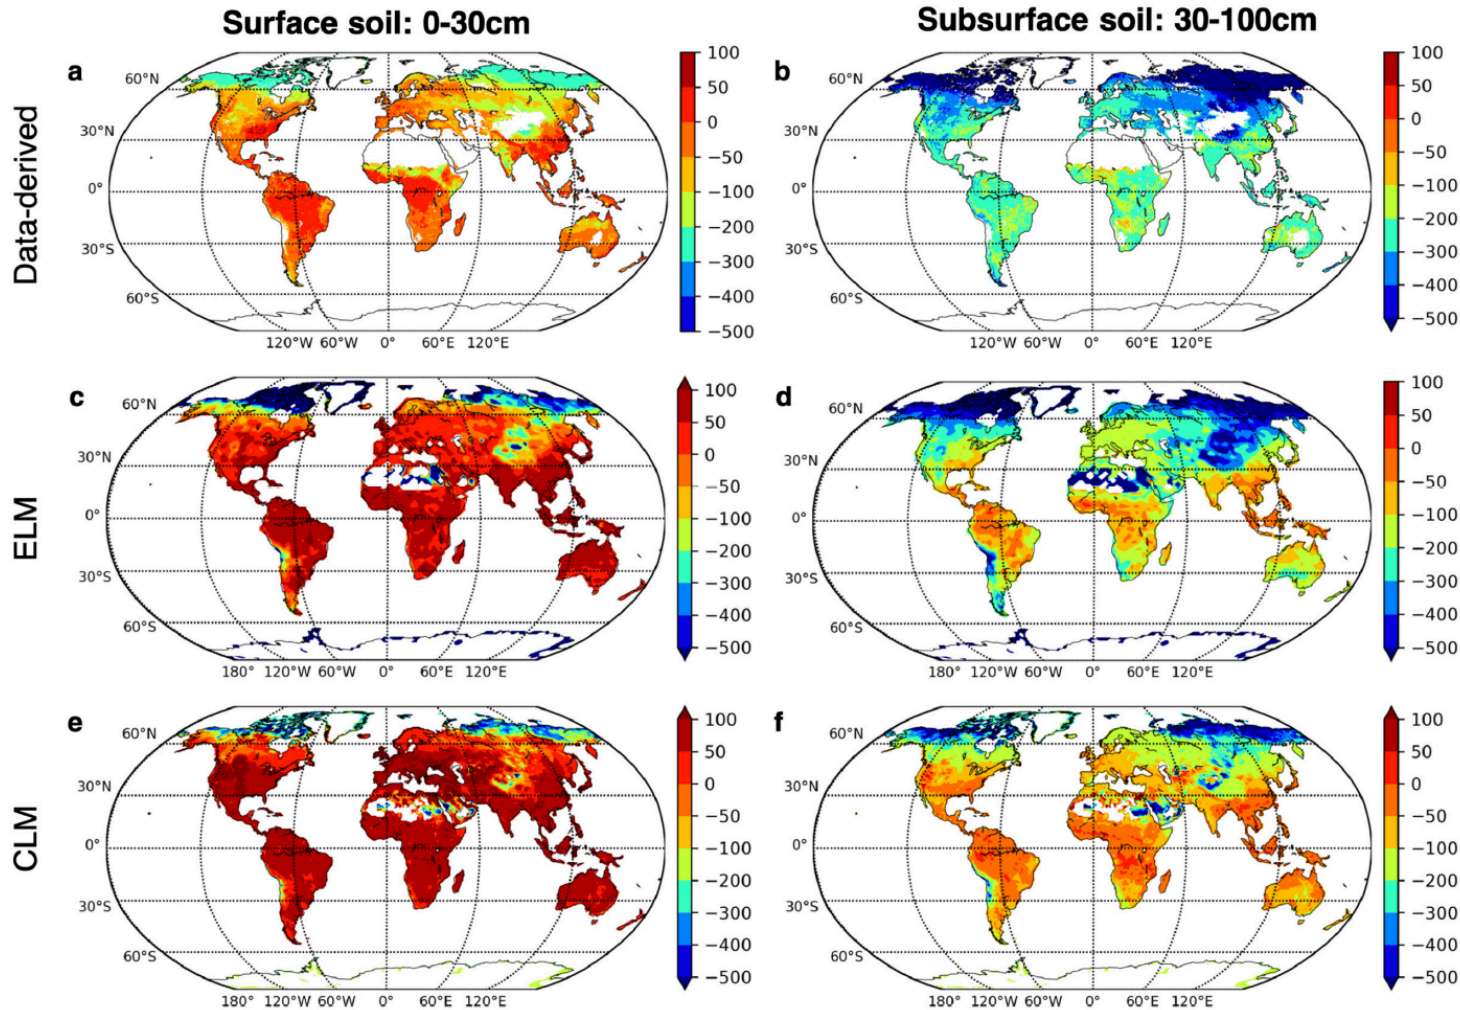 Surface soil: 0-30cm
Subsurface soil: 30-100cm
Data-derived
a
60°N
30°N
0°
30°S
60°S
120°W 60°W 0° 60°E 120°E
100
50
0
−50
−100
−200
−300
−400
−500
b
60°N
30°N
0°
30°S
60°S
120°W 60°W 0° 60°E 120°E
100
50
0
−50
−100
−200
−300
−400
−500
ELM
c
60°N
30°N
0°
30°S
60°S
180° 120°W 60°W 0° 60°E 120°E
100
50
0
−50
−100
−200
−300
−400
−500
d
60°N
30°N
0°
30°S
60°S
180° 120°W 60°W 0° 60°E 120°E
100
50
0
−50
−100
−200
−300
−400
−500
CLM
e
60°N
30°N
0°
30°S
60°S
180° 120°W 60°W 0° 60°E 120°E
100
50
0
−50
−100
−200
−300
−400
−500
f
60°N
30°N
0°
30°S
60°S
180° 120°W 60°W 0° 60°E 120°E
100
50
0
−50
−100
−200
−300
−400
−500